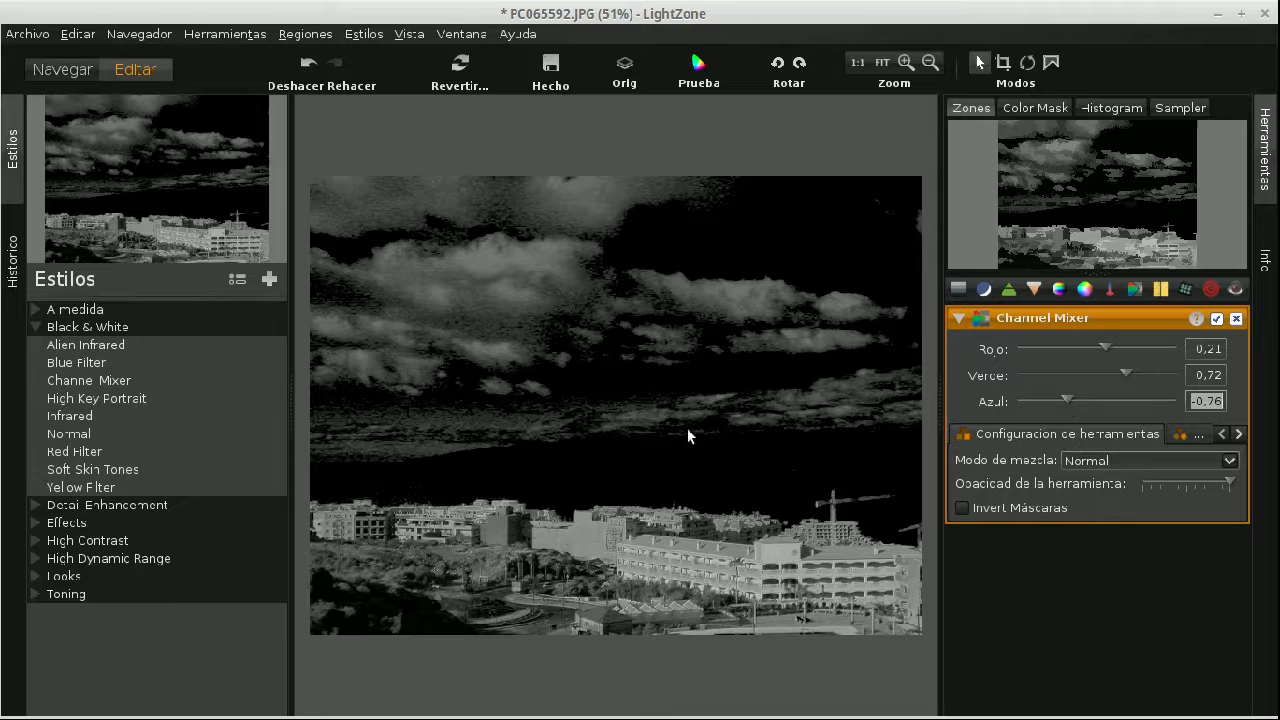 * PC065592.JPG (51%) - LightZone
Archivo Editar Navegador Herramientas Regiones Estilos Vista Ventana Ayuda
Navegar Editar Deshacer Rehacer Revertir... Hecho Orig Prueba Rotar 1:1 FIT Zoom Modos
Zones Color Mask Histogram Sampler
Estilos
Historico
Herramientas
Info
Estilos
A medida
Black & White
Alien Infrared
Blue Filter
Channel Mixer
High Key Portrait
Infrared
Normal
Red Filter
Soft Skin Tones
Yellow Filter
Detail Enhancement
Effects
High Contrast
High Dynamic Range
Looks
Toning
Channel Mixer ?
Rojo: 0,21
Verde: 0,72
Azul: -0,76
Configuracion de herramientas ...
Modo de mezcla: Normal
Opacidad de la herramienta:
Invert Máscaras